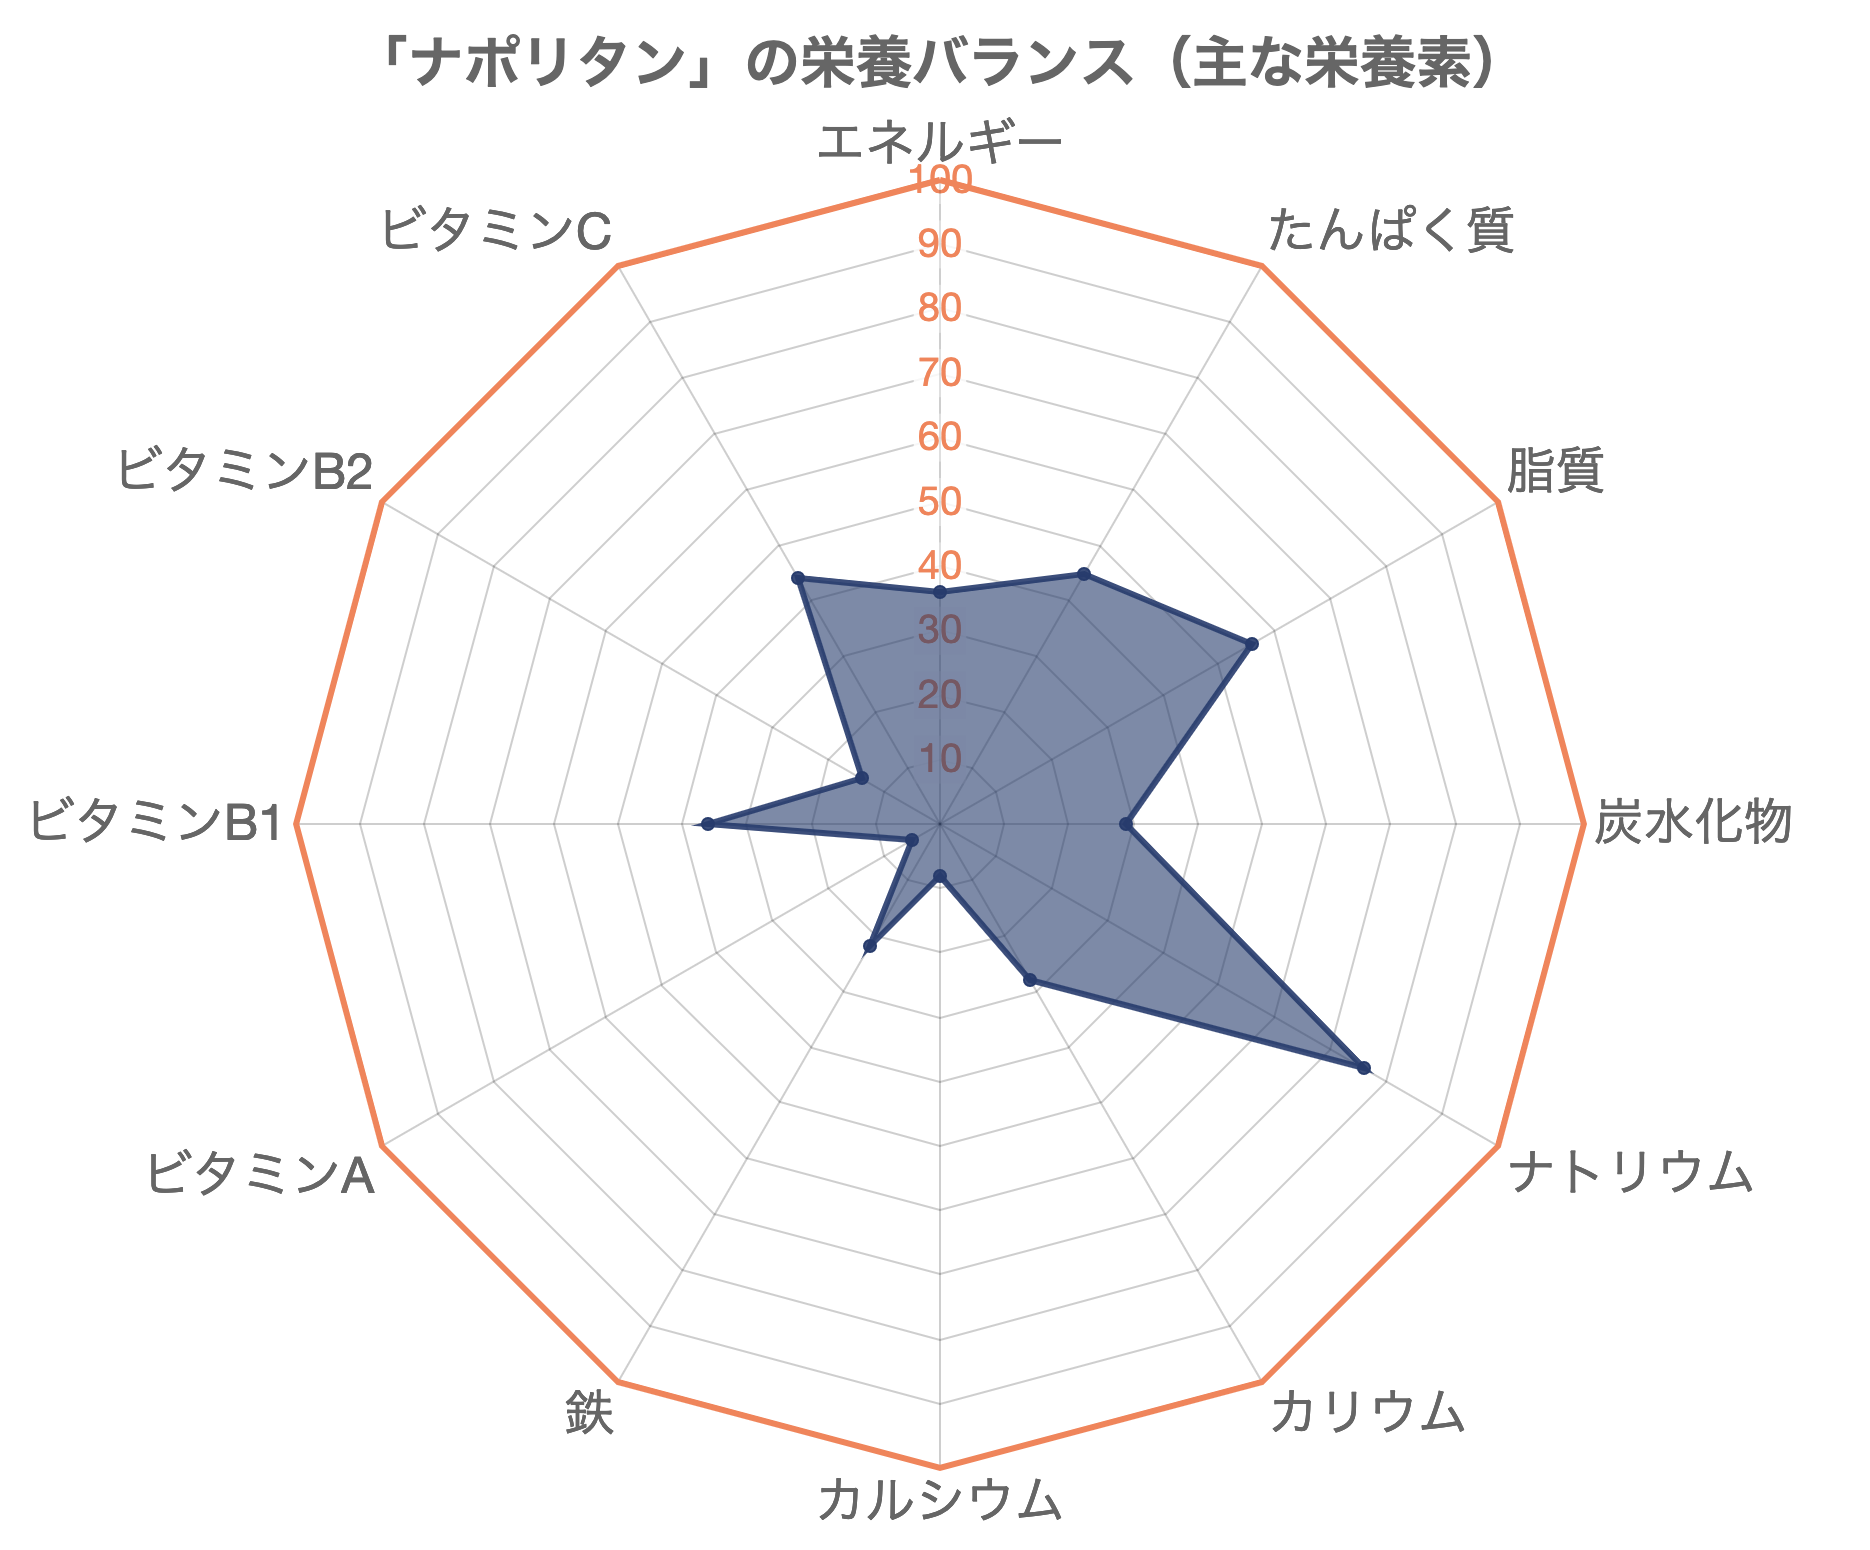 「ナポリタン」の栄養バランス（主な栄養素）
エネルギー
100
ビタミンC
たんぱく質
90
80
70
60
ビタミンB2
脂質
50
40
30
20
10
ビタミンB1
炭水化物
ビタミンA
ナトリウム
鉄
カリウム
カルシウム